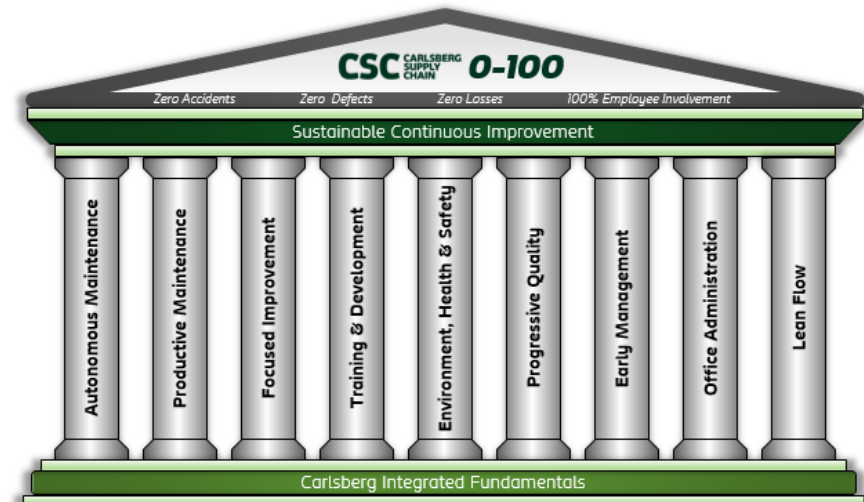 CSC CARLSBERG SUPPLY CHAIN 0-100
Zero Accidents Zero Defects Zero Losses 100% Employee Involvement
Sustainable Continuous Improvement
Autonomous Maintenance
Productive Maintenance
Focused Improvement
Training & Development
Environment, Health & Safety
Progressive Quality
Early Management
Office Administration
Lean Flow
Carlsberg Integrated Fundamentals